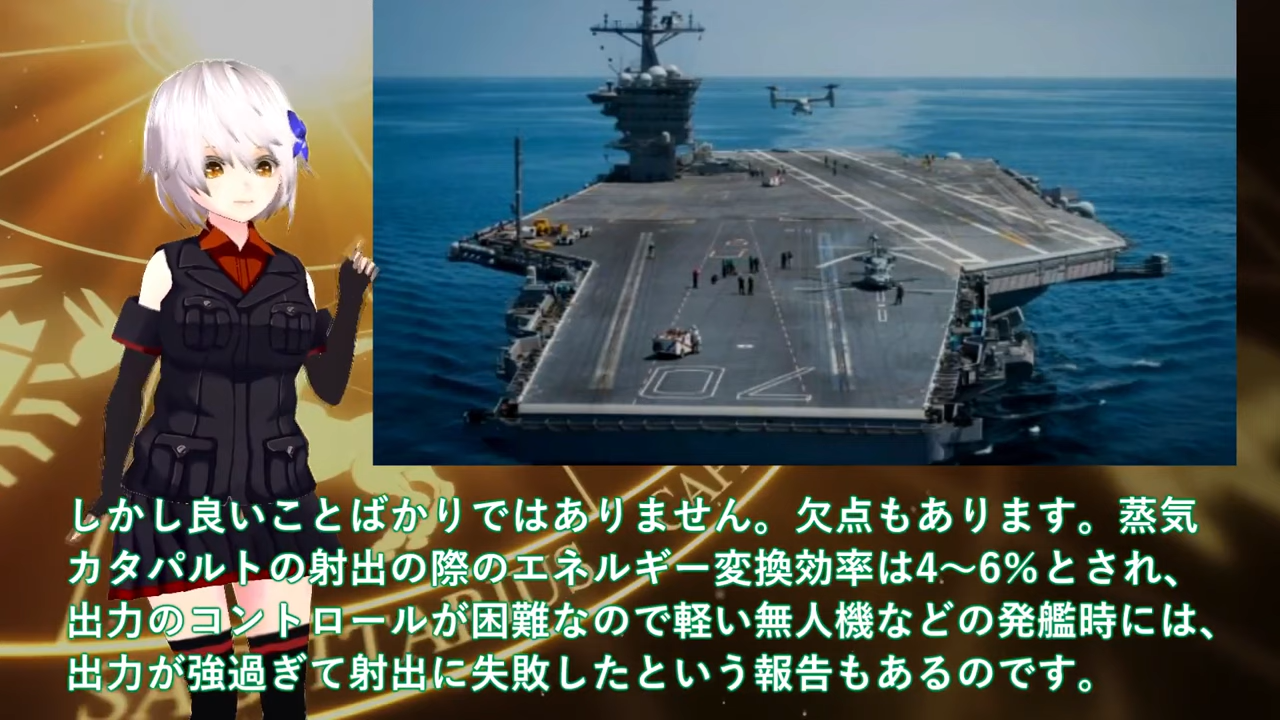 70
しかし良いことばかりではありません。欠点もあります。蒸気
カタパルトの射出の際のエネルギー変換効率は4～6％とされ、
出力のコントロールが困難なので軽い無人機などの発艦時には、
出力が強過ぎて射出に失敗したという報告もあるのです。
SAGITTARIUS